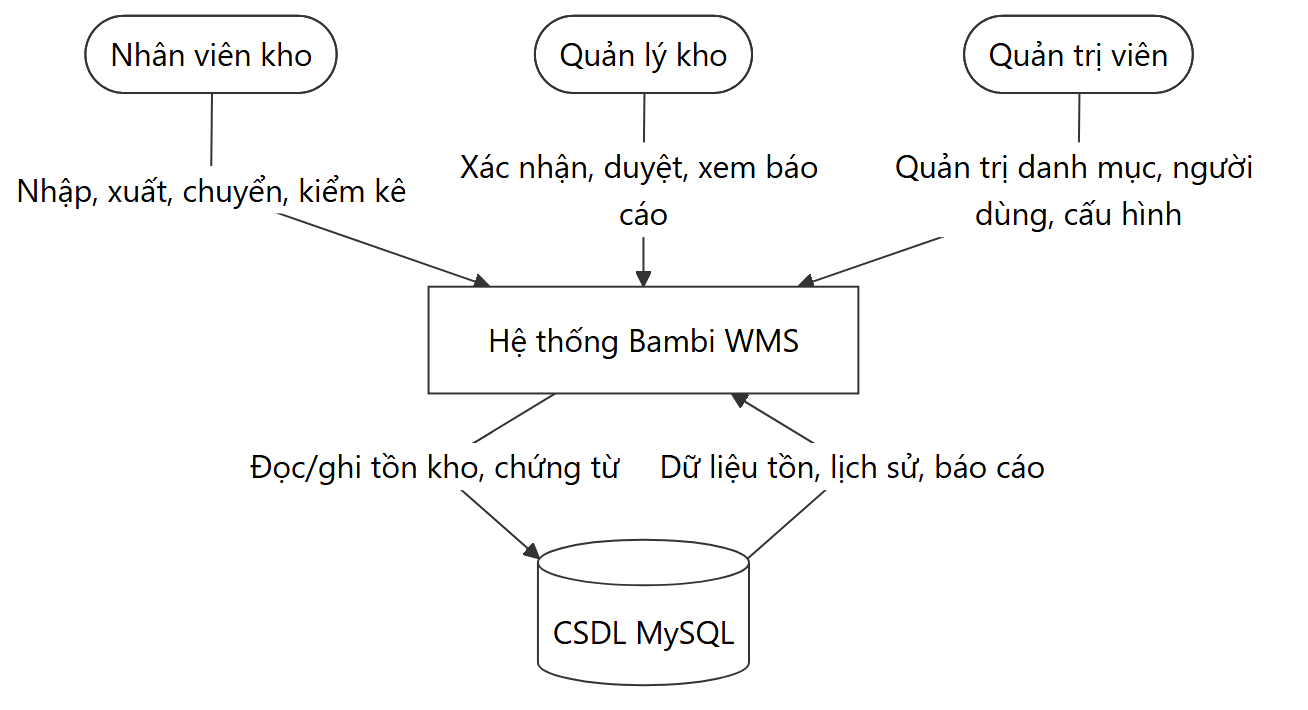 Nhân viên kho
Quản lý kho
Quản trị viên
Nhập, xuất, chuyển, kiểm kê
Xác nhận, duyệt, xem báo
cáo
Quản trị danh mục, người
dùng, cấu hình
Hệ thống Bambi WMS
Đọc/ghi tồn kho, chứng từ
Dữ liệu tồn, lịch sử, báo cáo
CSDL MySQL